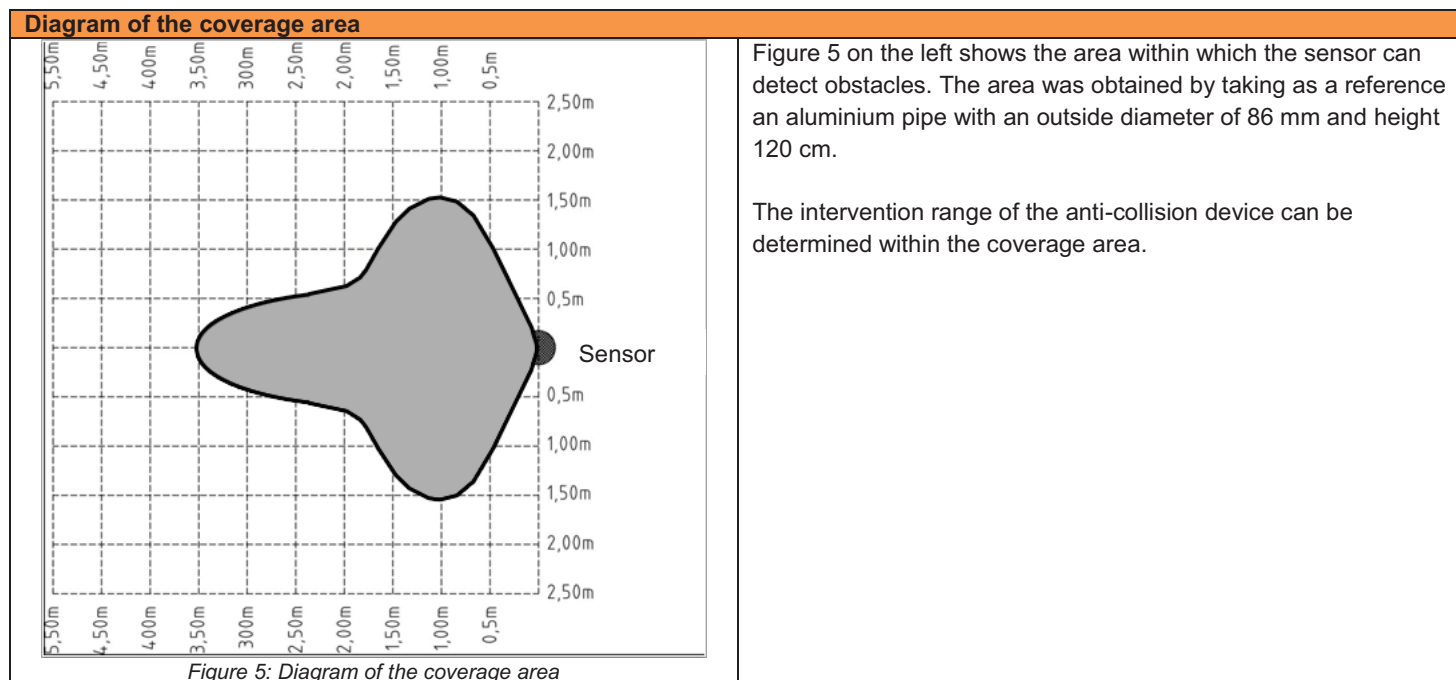 Diagram of the coverage area
5,50m 4,50m 400m 3,50m 300m 2,50m 2,00m 1,50m 1,00m 0,5m
2,50m
2,00m
1,50m
1,00m
0,5m
Sensor
0,5m
1,00m
1,50m
2,00m
2,50m
5,50m 4,50m 400m 3,50m 300m 2,50m 2,00m 1,50m 1,00m 0,5m
Figure 5: Diagram of the coverage area
Figure 5 on the left shows the area within which the sensor can
detect obstacles. The area was obtained by taking as a reference
an aluminium pipe with an outside diameter of 86 mm and height
120 cm.
The intervention range of the anti-collision device can be
determined within the coverage area.